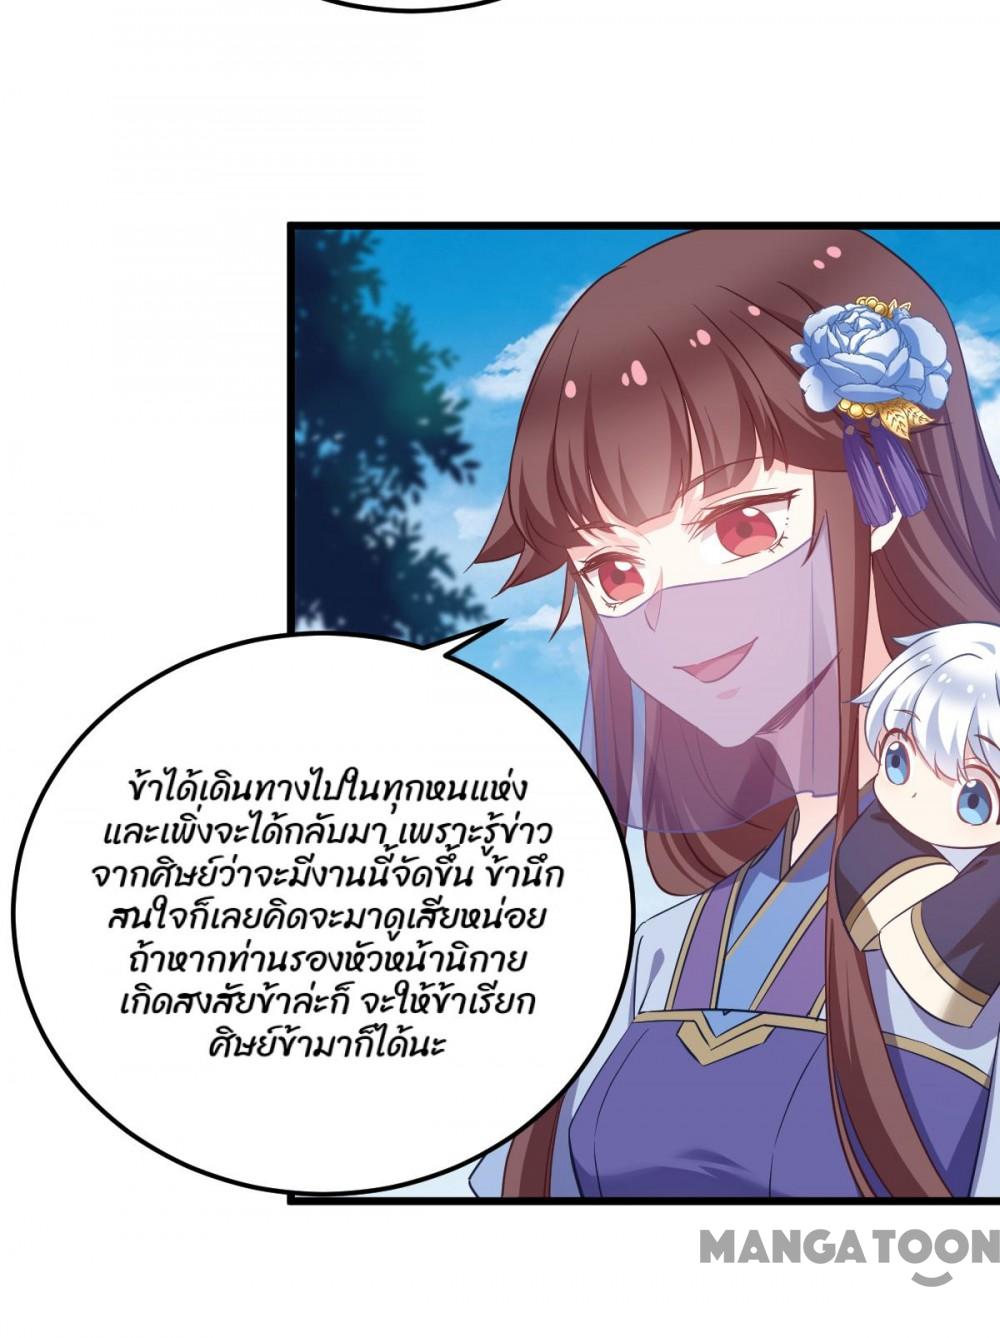 ข้าได้เดินทางไปในทุกหนแห่ง
และเพิ่งจะได้กลับมา เพราะรู้ข่าว
จากศิษย์ว่าจะมีงานนี้จัดขึ้น ข้านึก
สนใจก็เลยคิดจะมาดูเสียหน่อย
ถ้าหากท่านรองหัวหน้านิกาย
เกิดสงสัยข้าล่ะก็ จะให้ข้าเรียก
ศิษย์ข้ามาก็ได้นะ
MANGATOON